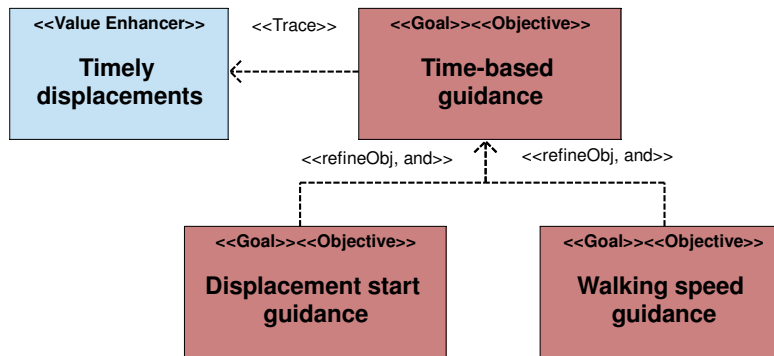 <<Value Enhancer>>
Timely
displacements
<<Trace>>
<<Goal>><<Objective>>
Time-based
guidance
<<refineObj, and>>
<<refineObj, and>>
<<Goal>><<Objective>>
Displacement start
guidance
<<Goal>><<Objective>>
Walking speed
guidance